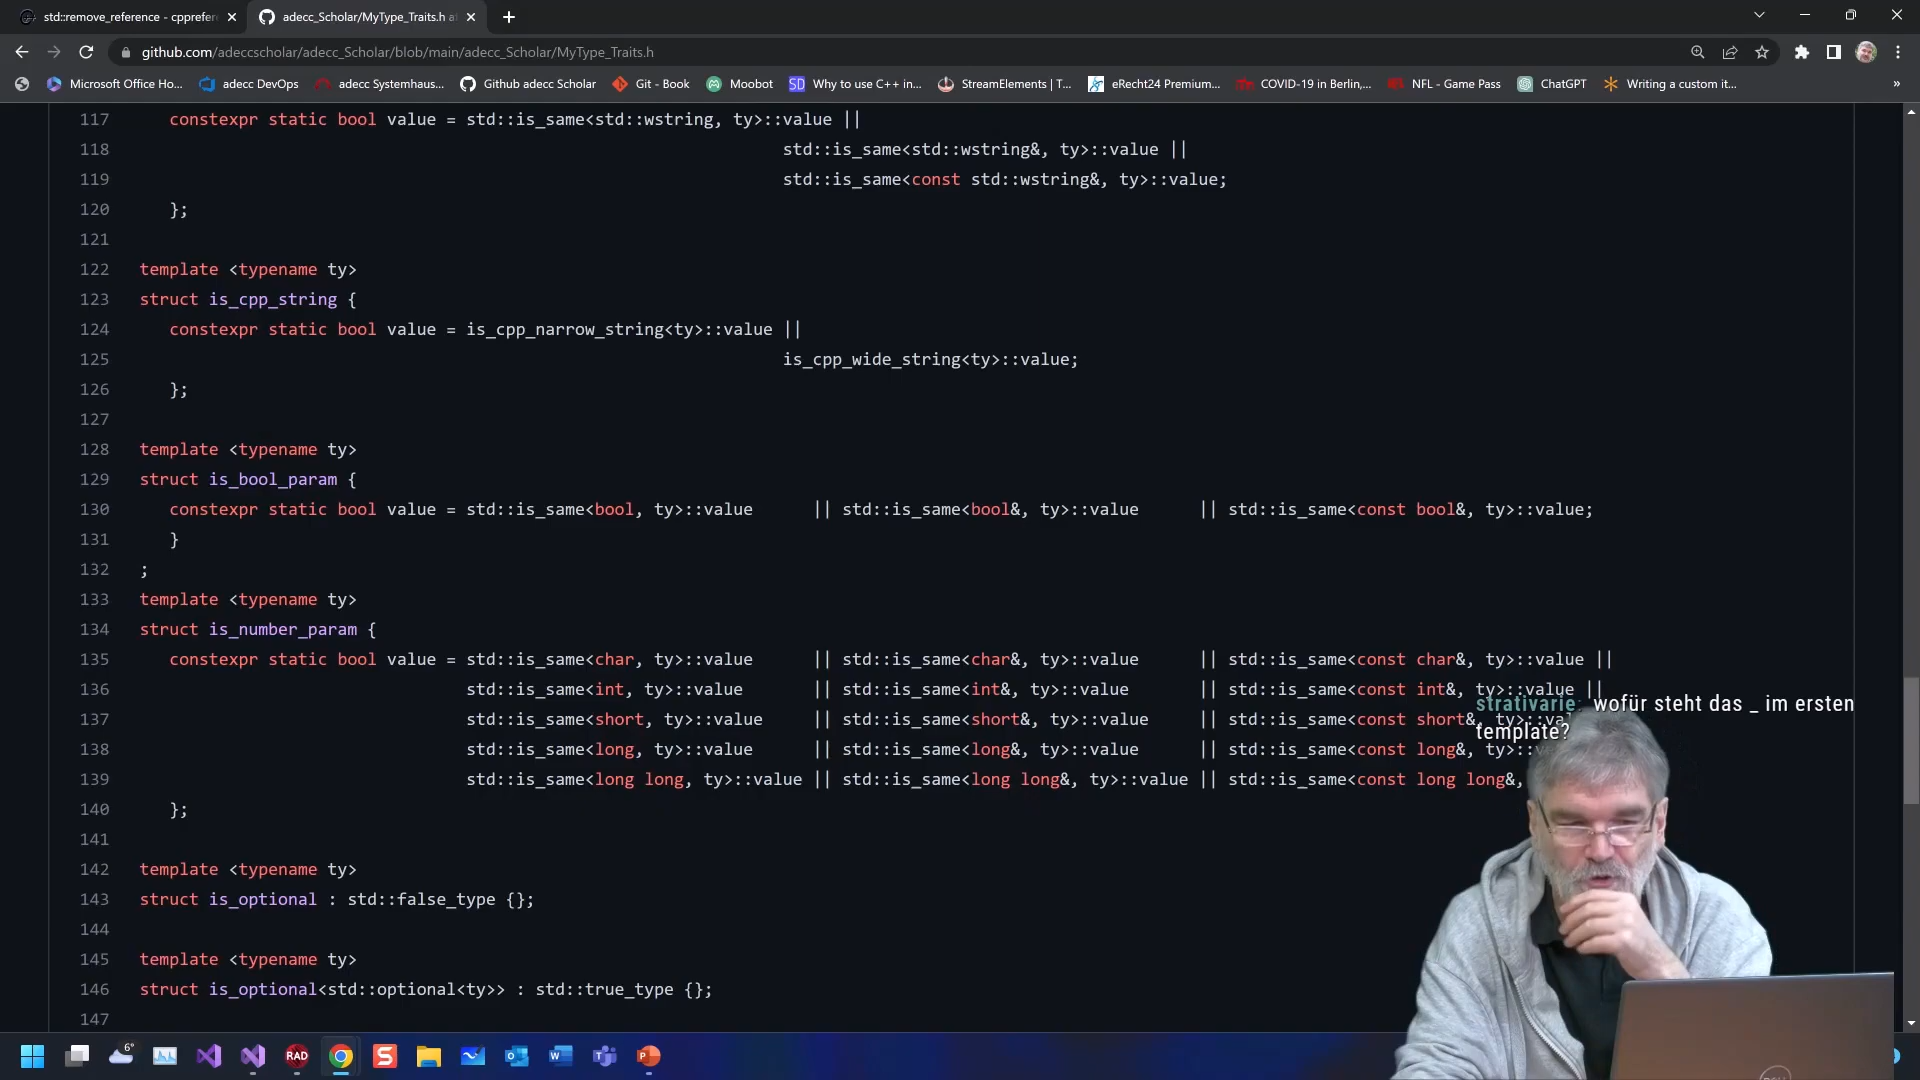 std::remove_reference - cpprefer
adecc_Scholar/MyType_Traits.h at
github.com/adeccscholar/adecc_Scholar/blob/main/adecc_Scholar/MyType_Traits.h
Microsoft Office Ho...
adecc DevOps
adecc Systemhaus...
Github adecc Scholar
Git - Book
Moobot
SD
Why to use C++ in...
StreamElements | T...
eRecht24 Premium...
COVID-19 in Berlin,...
NFL - Game Pass
ChatGPT
Writing a custom it...
»
117 constexpr static bool value = std::is_same<std::wstring, ty>::value ||
118 std::is_same<std::wstring&, ty>::value ||
119 std::is_same<const std::wstring&, ty>::value;
120 };
121
122 template <typename ty>
123 struct is_cpp_string {
124 constexpr static bool value = is_cpp_narrow_string<ty>::value ||
125 is_cpp_wide_string<ty>::value;
126 };
127
128 template <typename ty>
129 struct is_bool_param {
130 constexpr static bool value = std::is_same<bool, ty>::value || std::is_same<bool&, ty>::value || std::is_same<const bool&, ty>::value;
131 }
132 ;
133 template <typename ty>
134 struct is_number_param {
135 constexpr static bool value = std::is_same<char, ty>::value || std::is_same<char&, ty>::value || std::is_same<const char&, ty>::value ||
136 std::is_same<int, ty>::value || std::is_same<int&, ty>::value || std::is_same<const int&, ty>::value ||
137 std::is_same<short, ty>::value || std::is_same<short&, ty>::value || std::is_same<const short&, ty>::va
138 std::is_same<long, ty>::value || std::is_same<long&, ty>::value || std::is_same<const long&, ty>::v
139 std::is_same<long long, ty>::value || std::is_same<long long&, ty>::value || std::is_same<const long long&,
140 };
141
142 template <typename ty>
143 struct is_optional : std::false_type {};
144
145 template <typename ty>
146 struct is_optional<std::optional<ty>> : std::true_type {};
147
strativarie: wofür steht das _ im ersten
template?
6°
RAD